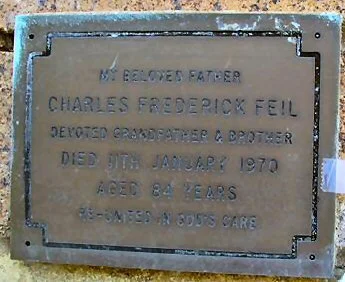 MY BELOVED FATHER
CHARLES FREDERICK FEIL
DEVOTED GRANDFATHER & BROTHER
DIED 11TH JANUARY 1970
AGED 84 YEARS
RE-UNITED IN GOD'S CARE